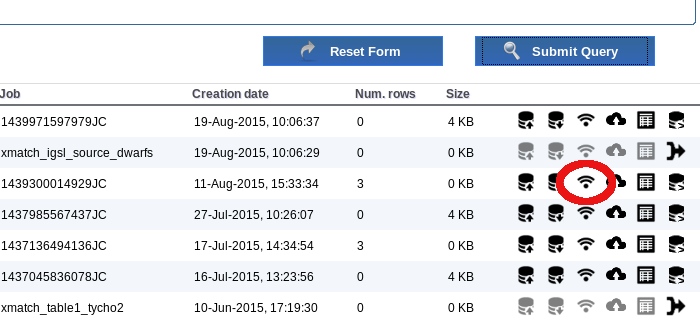 Reset Form Submit Query
Job Creation date Num. rows Size
1439971597979JC 19-Aug-2015, 10:06:37 0 4 KB
xmatch_igsl_source_dwarfs 19-Aug-2015, 10:06:29 0 0 KB
1439300014929JC 11-Aug-2015, 15:33:34 3 0 KB
1437985567437JC 27-Jul-2015, 10:26:07 0 4 KB
1437136494136JC 17-Jul-2015, 14:34:54 3 0 KB
1437045836078JC 16-Jul-2015, 13:23:56 0 4 KB
xmatch_table1_tycho2 10-Jun-2015, 17:19:30 0 0 KB